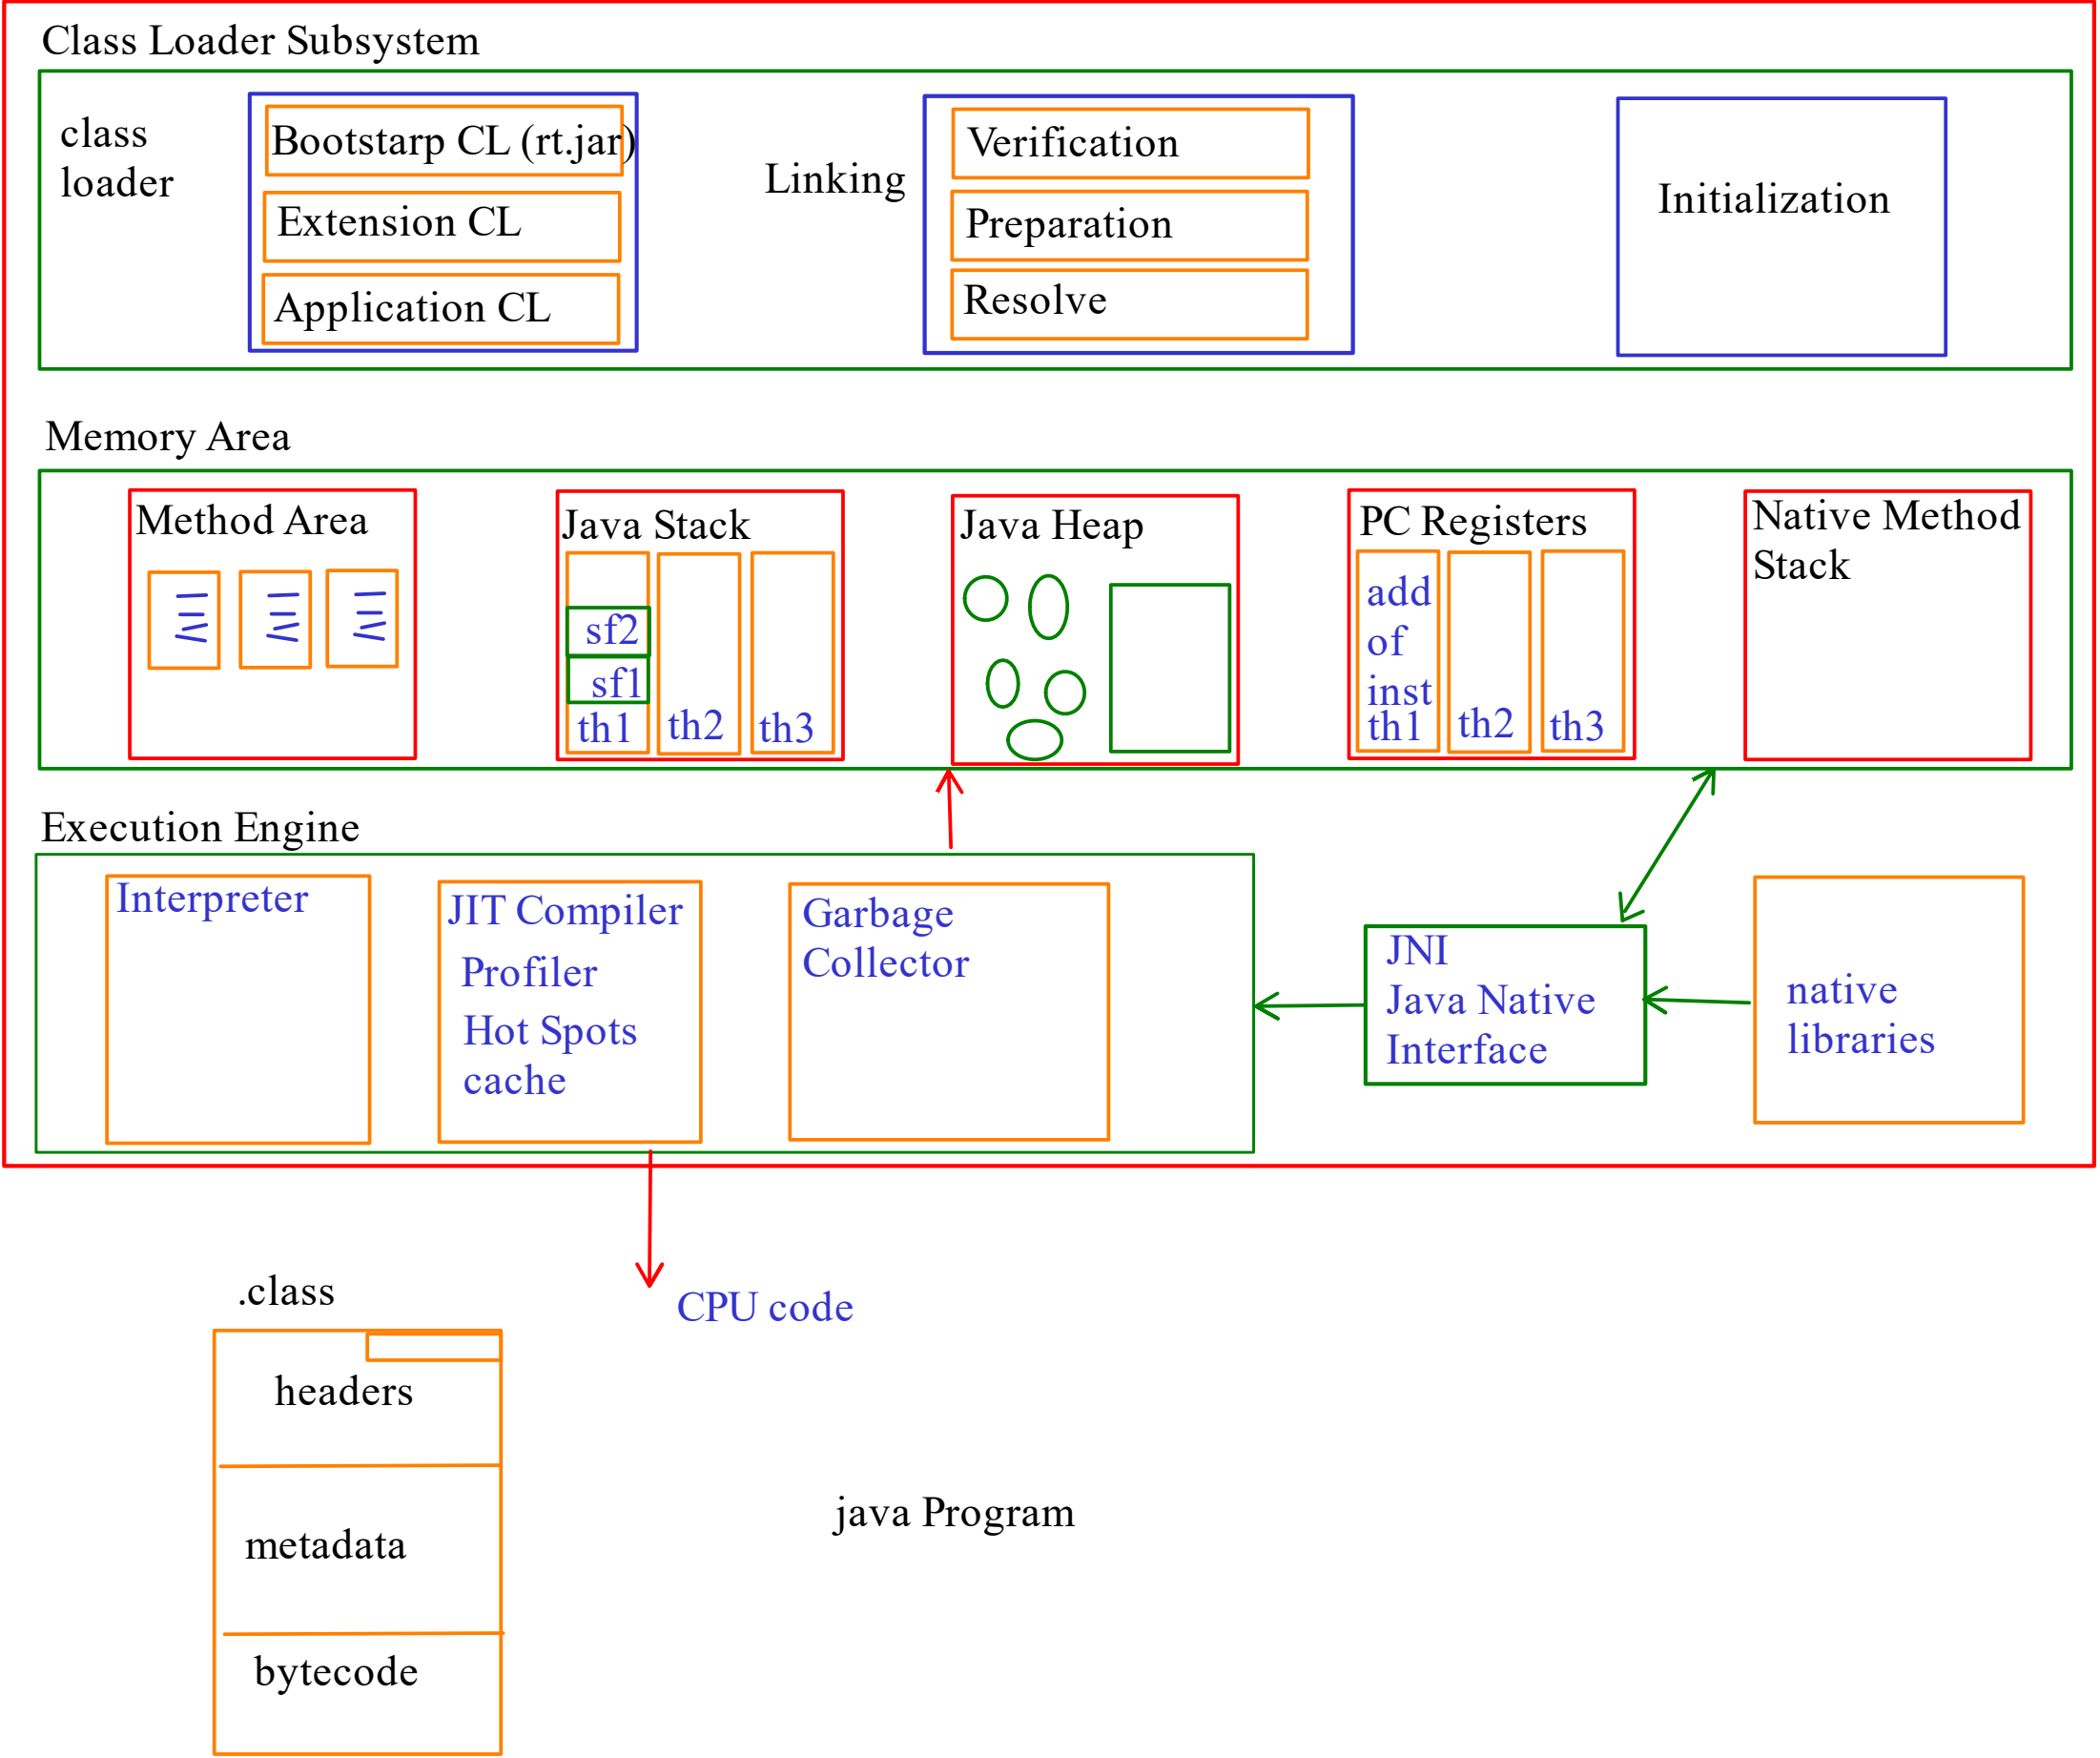 Class Loader Subsystem
class
loader
Bootstarp CL (rt.jar)
Extension CL
Application CL
Linking
Verification
Preparation
Resolve
Initialization
Memory Area
Method Area
Java Stack
sf2
sf1
th1
th2
th3
Java Heap
PC Registers
add
of
inst
th1
th2
th3
Native Method
Stack
Execution Engine
Interpreter
JIT Compiler
Profiler
Hot Spots
cache
Garbage
Collector
JNI
Java Native
Interface
native
libraries
CPU code
.class
headers
metadata
bytecode
java Program